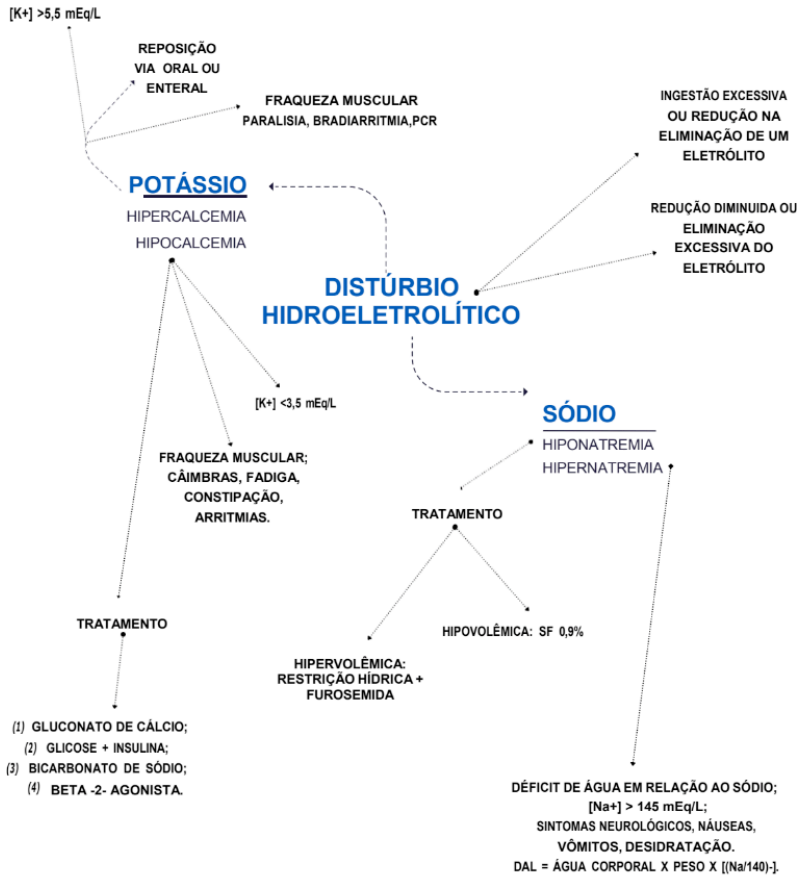 [K+] >5,5 mEq/L
REPOSIÇÃO
VIA ORAL OU
ENTERAL
FRAQUEZA MUSCULAR
PARALISIA, BRADIARRITMIA,PCR
INGESTÃO EXCESSIVA
OU REDUÇÃO NA
ELIMINAÇÃO DE UM
ELETRÓLITO
POTÁSSIO
HIPERCALCEMIA
HIPOCALCEMIA
REDUÇÃO DIMINUIDA OU
ELIMINAÇÃO
EXCESSIVA DO
ELETRÓLITO
DISTÚRBIO
HIDROELETROLÍTICO
[K+] <3,5 mEq/L
SÓDIO
HIPONATREMIA
HIPERNATREMIA
FRAQUEZA MUSCULAR;
CÂIMBRAS, FADIGA,
CONSTIPAÇÃO,
ARRITMIAS.
TRATAMENTO
HIPOVOLÊMICA: SF 0,9%
HIPERVOLÊMICA:
RESTRIÇÃO HÍDRICA +
FUROSEMIDA
TRATAMENTO
(1) GLUCONATO DE CÁLCIO;
(2) GLICOSE + INSULINA;
(3) BICARBONATO DE SÓDIO;
(4) BETA -2- AGONISTA.
DÉFICIT DE ÁGUA EM RELAÇÃO AO SÓDIO;
[Na+] > 145 mEq/L;
SINTOMAS NEUROLÓGICOS, NÁUSEAS,
VÔMITOS, DESIDRATAÇÃO.
DAL = ÁGUA CORPORAL X PESO X [(Na/140)-].